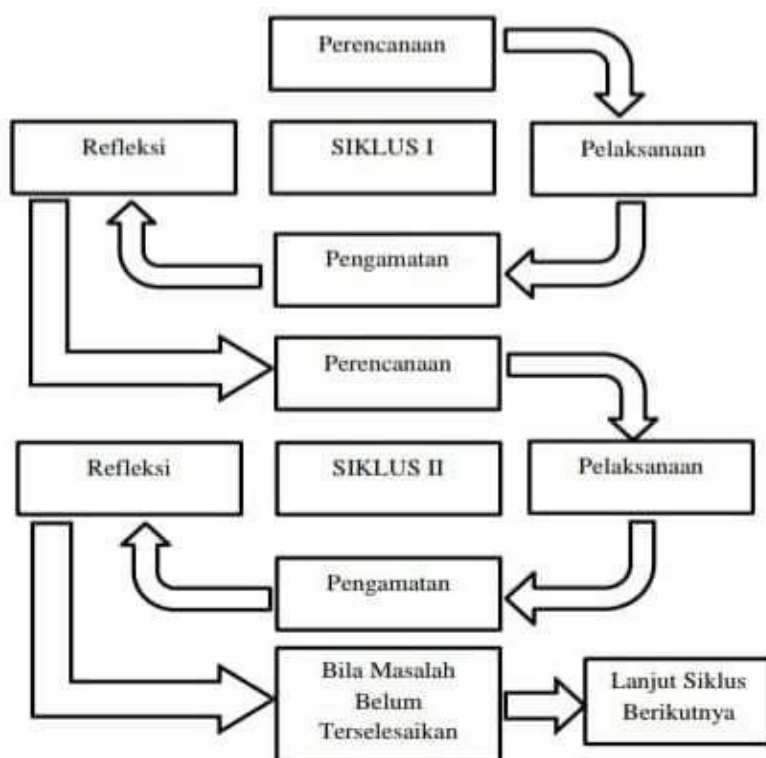 Perencanaan
Refleksi
SIKLUS I
Pelaksanaan
Pengamatan
Perencanaan
Refleksi
SIKLUS II
Pelaksanaan
Pengamatan
Bila Masalah
Belum
Terselesaikan
Lanjut Siklus
Berikutnya